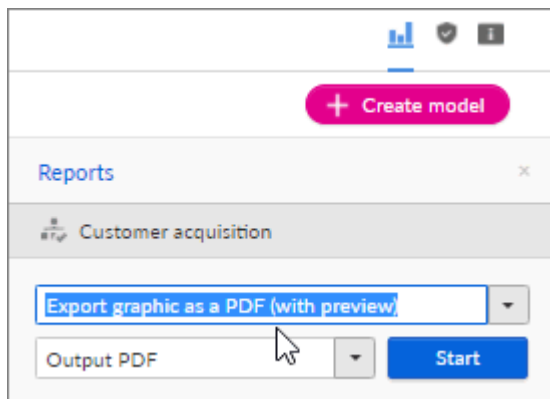 Create model
Reports
Customer acquisition
Export graphic as a PDF (with preview)
Output PDF
Start